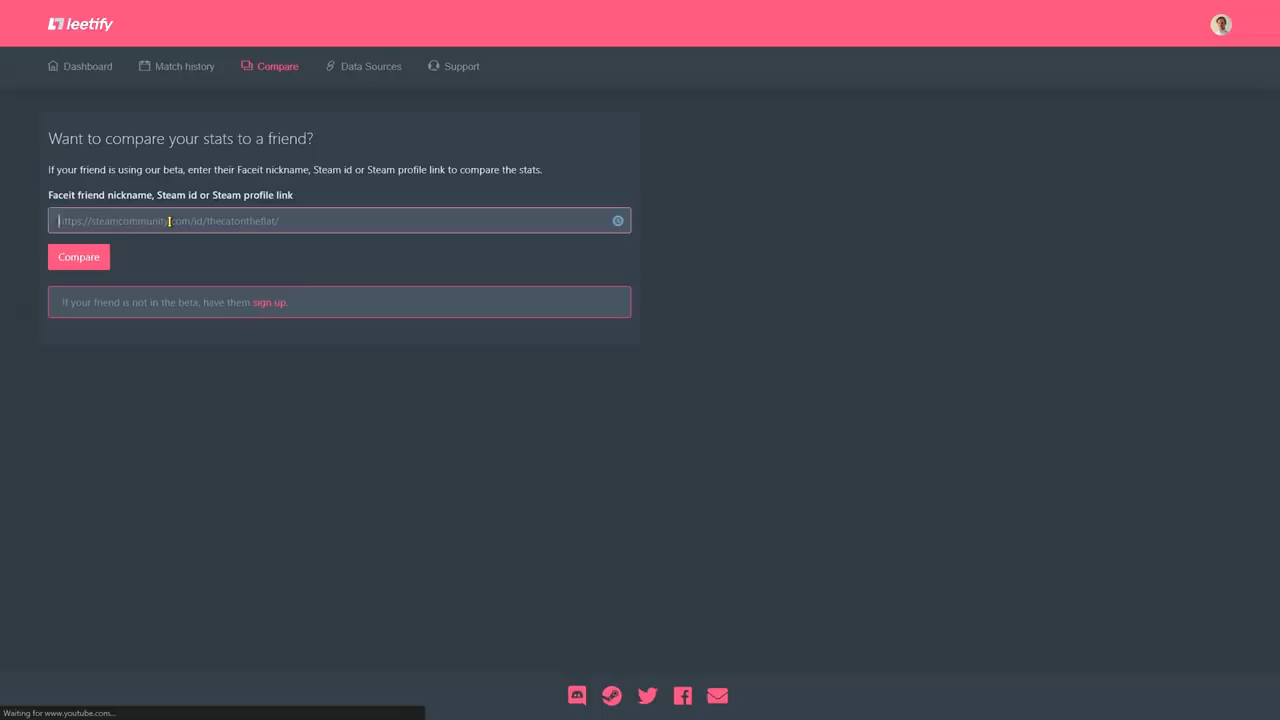 leetify
Dashboard
Match history
Compare
Data Sources
Support
Want to compare your stats to a friend?
If your friend is using our beta, enter their Faceit nickname, Steam id or Steam profile link to compare the stats.
Faceit friend nickname, Steam id or Steam profile link
https://steamcommunity.com/id/thecatontheflat/
Compare
If your friend is not in the beta, have them sign up.
Waiting for www.youtube.com...